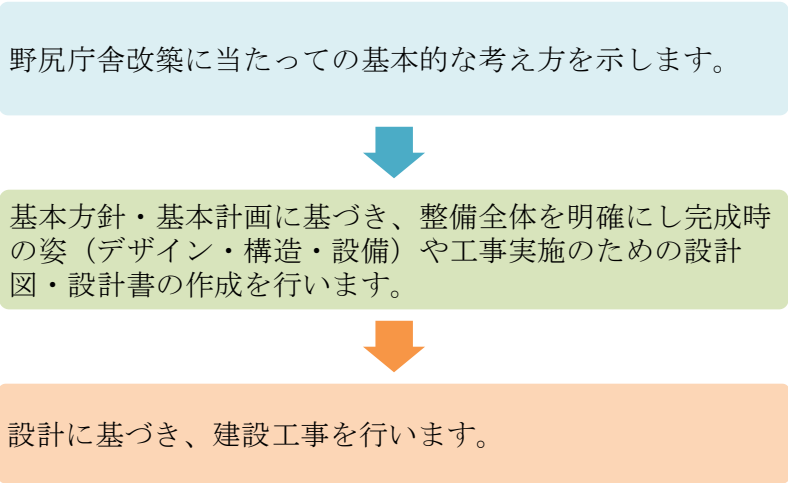 野尻庁舎改築に当たっての基本的な考え方を示します。
基本方針・基本計画に基づき、整備全体を明確にし完成時
の姿（デザイン・構造・設備）や工事実施のための設計
図・設計書の作成を行います。
設計に基づき、建設工事を行います。